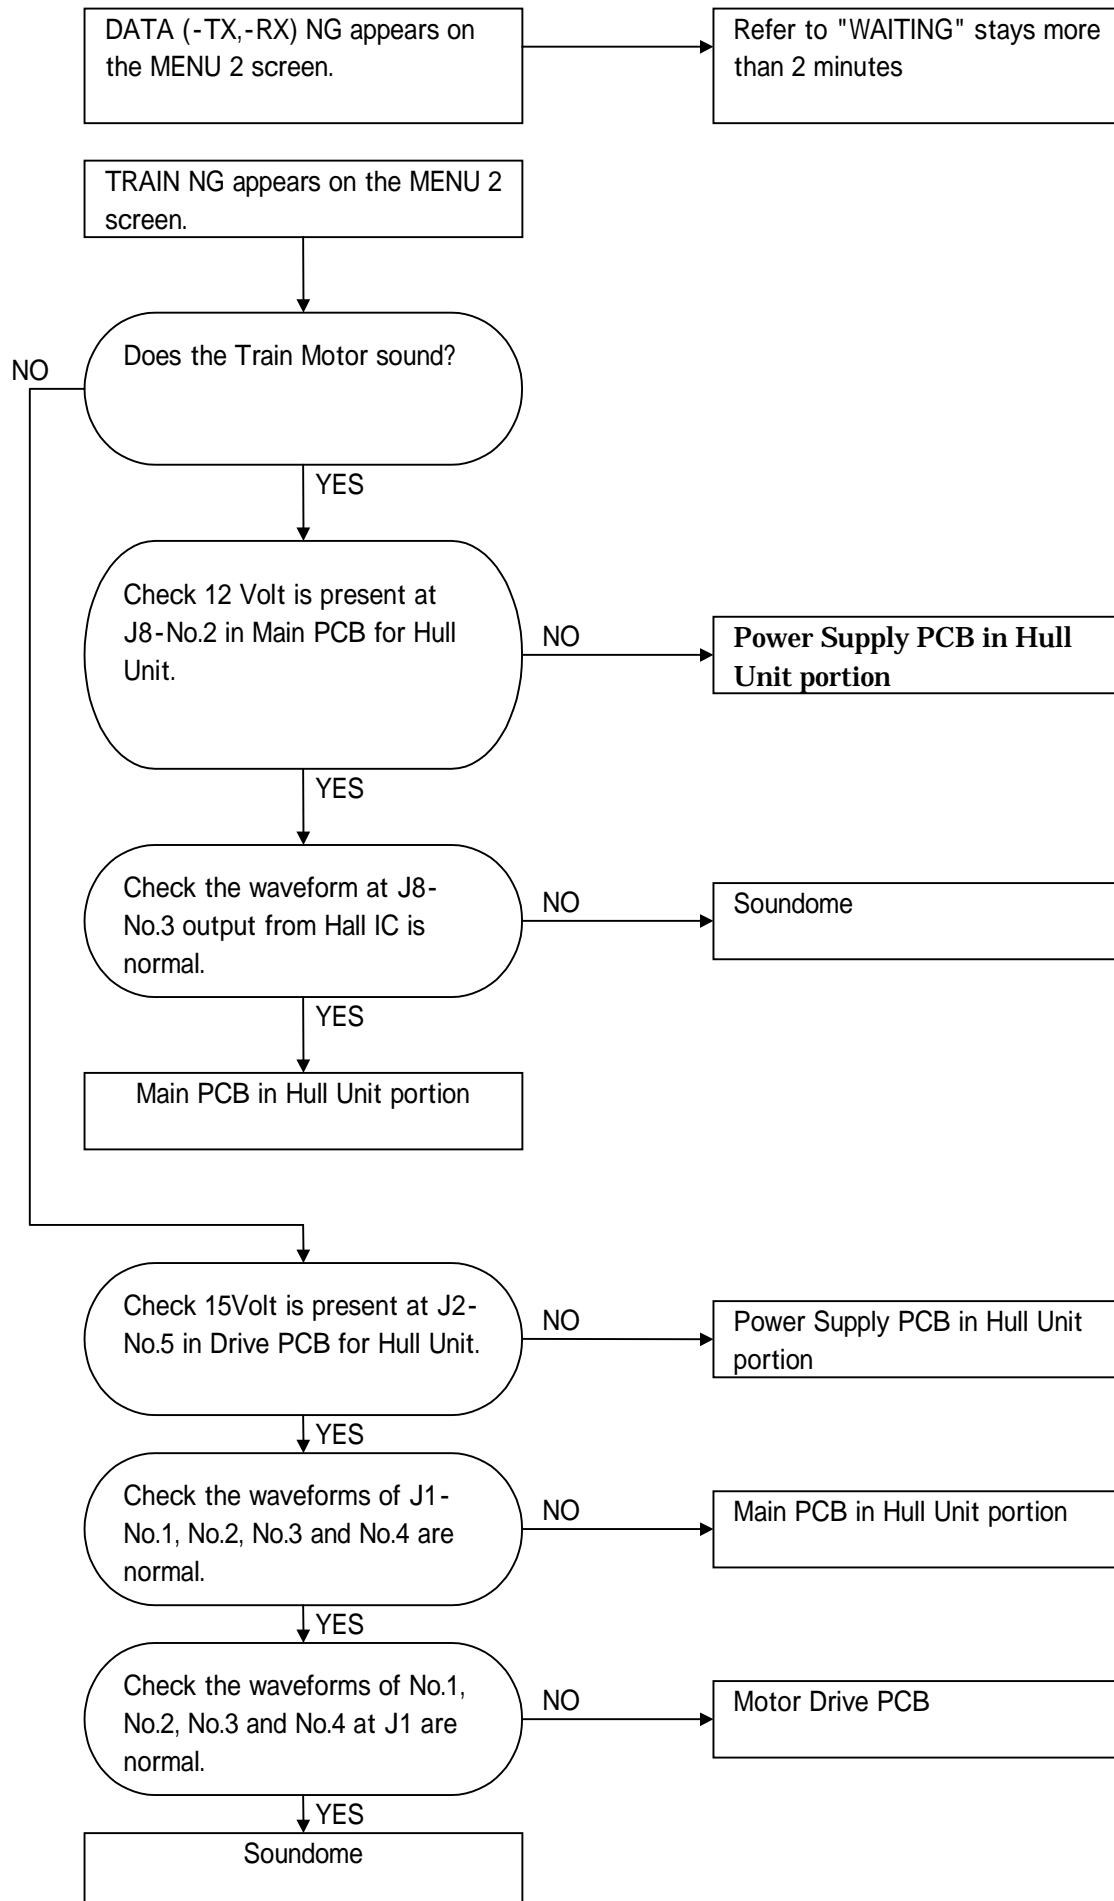 DATA (-TX,-RX) NG appears on
the MENU 2 screen.
Refer to "WAITING" stays more
than 2 minutes
TRAIN NG appears on the MENU 2
screen.
Does the Train Motor sound?
NO
YES
Check 12 Volt is present at
J8-No.2 in Main PCB for Hull
Unit.
NO
Power Supply PCB in Hull
Unit portion
YES
Check the waveform at J8-
No.3 output from Hall IC is
normal.
NO
Soundome
YES
Main PCB in Hull Unit portion
Check 15Volt is present at J2-
No.5 in Drive PCB for Hull Unit.
NO
Power Supply PCB in Hull Unit
portion
YES
Check the waveforms of J1-
No.1, No.2, No.3 and No.4 are
normal.
NO
Main PCB in Hull Unit portion
YES
Check the waveforms of No.1,
No.2, No.3 and No.4 at J1 are
normal.
NO
Motor Drive PCB
YES
Soundome